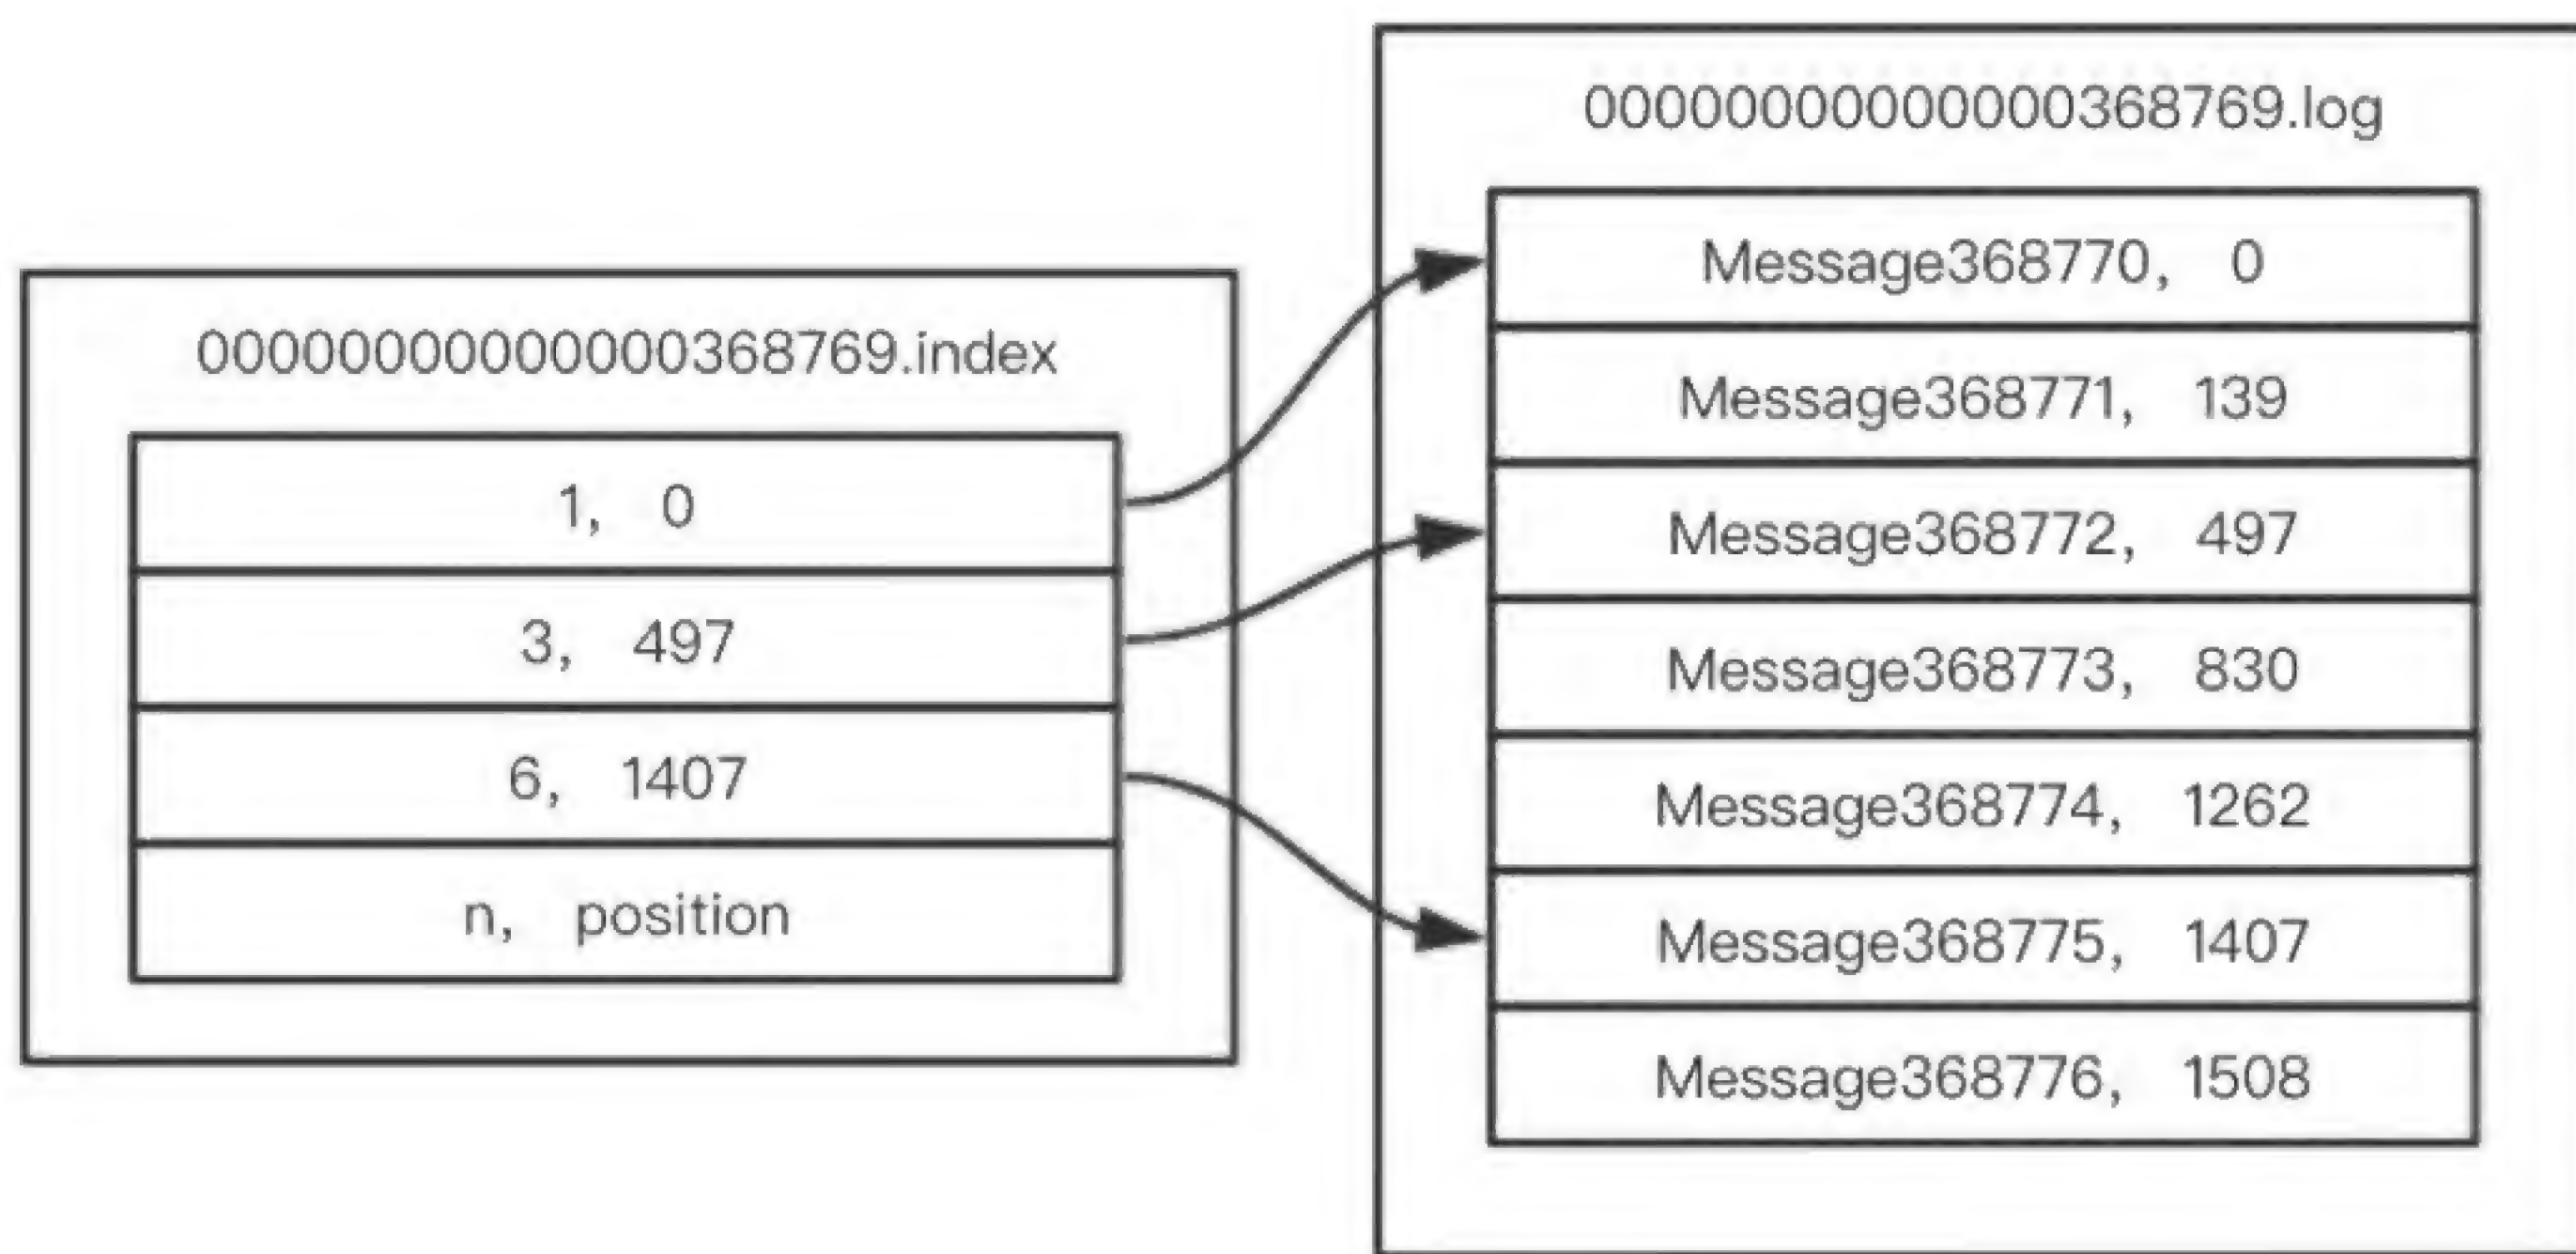 00000000000000368769.index
1, 0
3, 497
6, 1407
n, position
00000000000000368769.log
Message368770, 0
Message368771, 139
Message368772, 497
Message368773, 830
Message368774, 1262
Message368775, 1407
Message368776, 1508